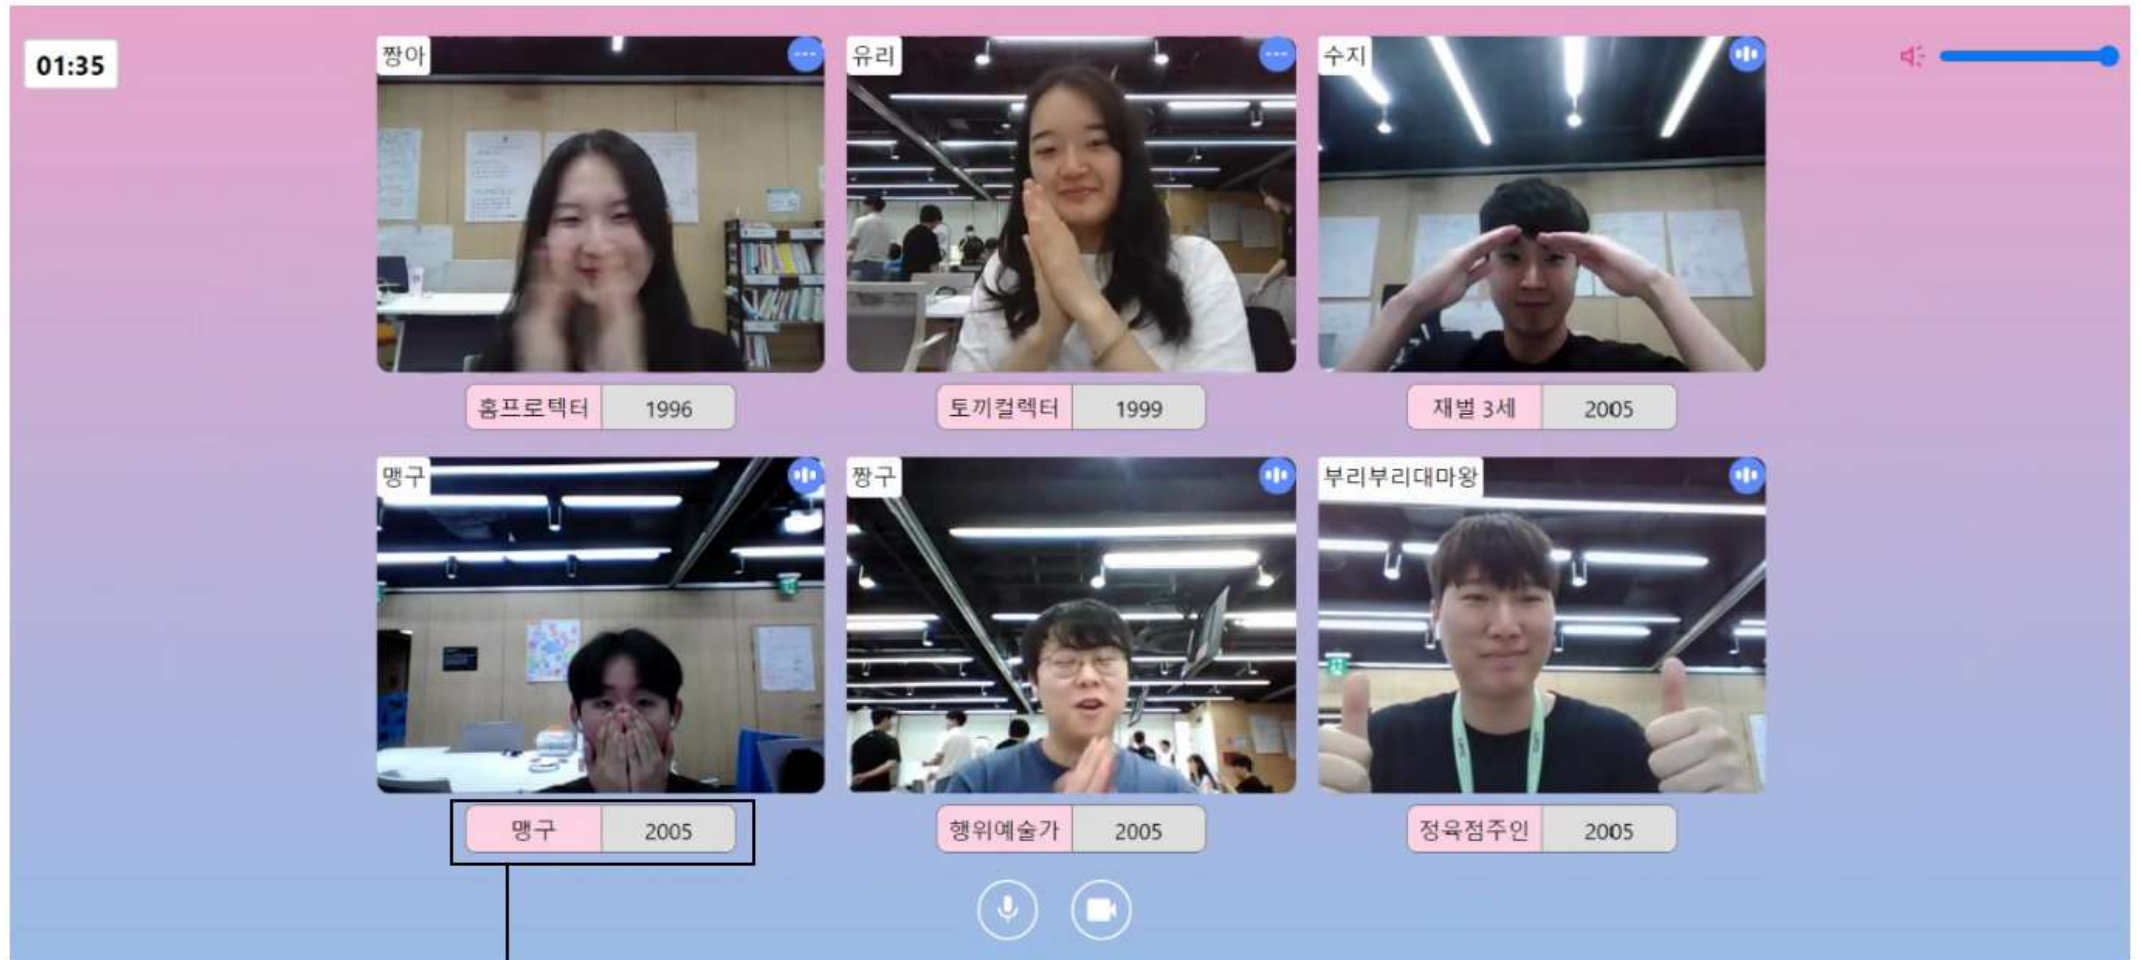 01:35
짱아
유리
수지
홈프로텍터 1996
토끼컬렉터 1999
재벌 3세 2005
맹구
짱구
부리부리대마왕
맹구 2005
행위예술가 2005
정육점주인 2005